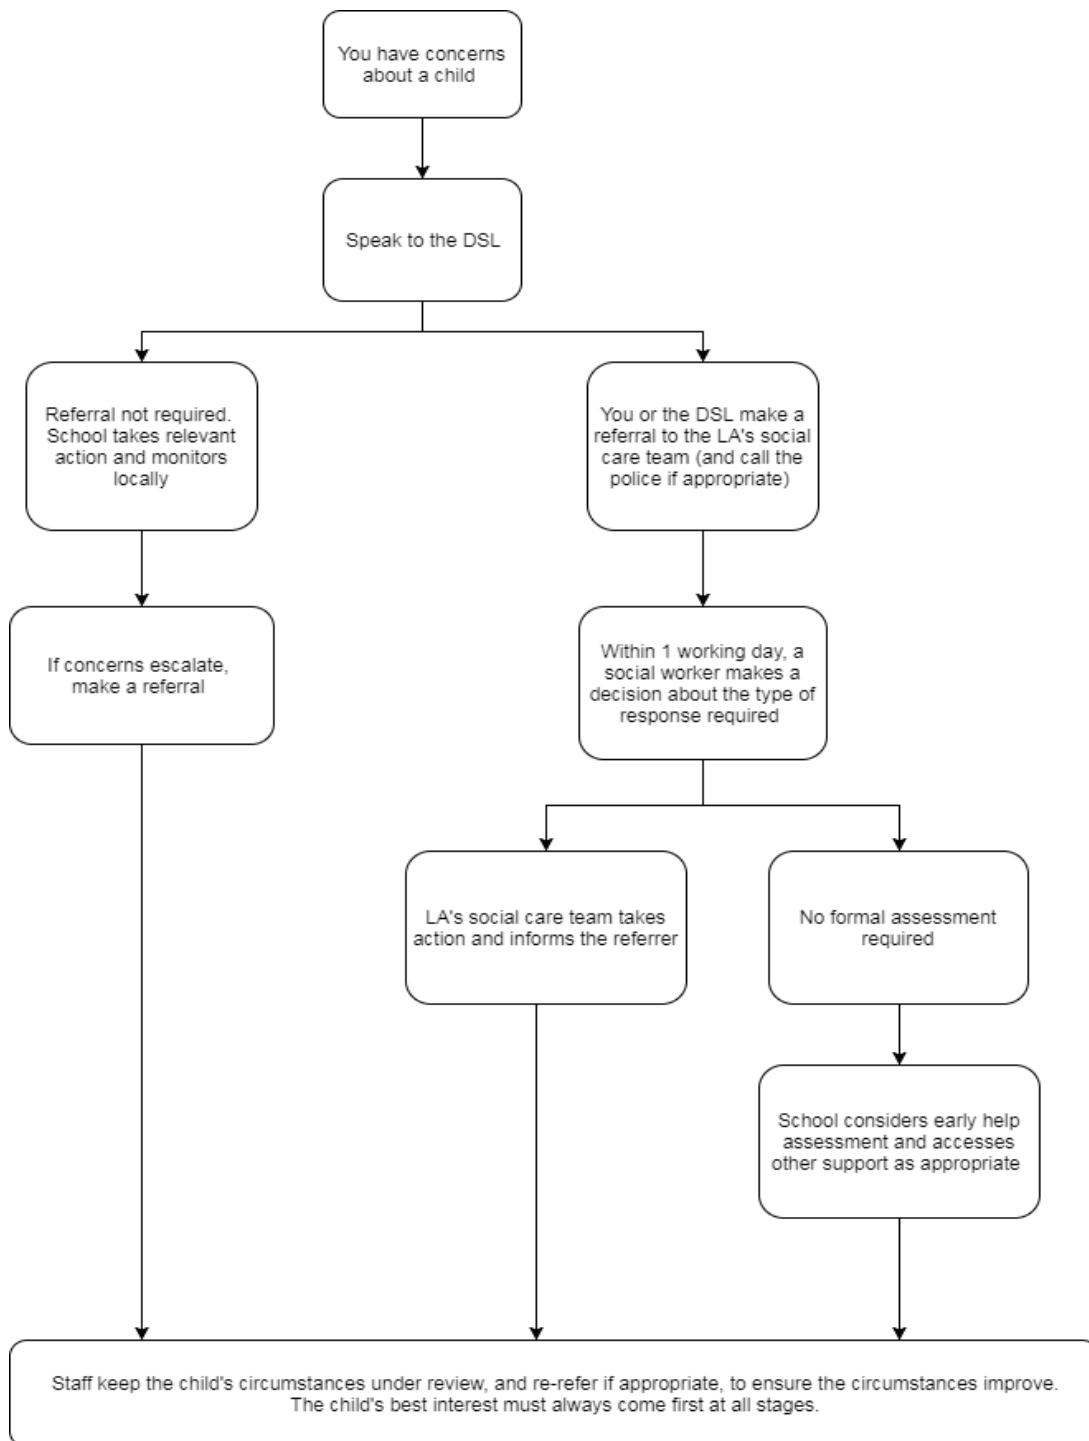 You have concerns
about a child
Speak to the DSL
Referral not required.
School takes relevant
action and monitors
locally
You or the DSL make a
referral to the LA's social
care team (and call the
police if appropriate)
If concerns escalate,
make a referral
Within 1 working day, a
social worker makes a
decision about the type of
response required
LA's social care team takes
action and informs the referrer
No formal assessment
required
School considers early help
assessment and accesses
other support as appropriate
Staff keep the child's circumstances under review, and re-refer if appropriate, to ensure the circumstances improve.
The child's best interest must always come first at all stages.